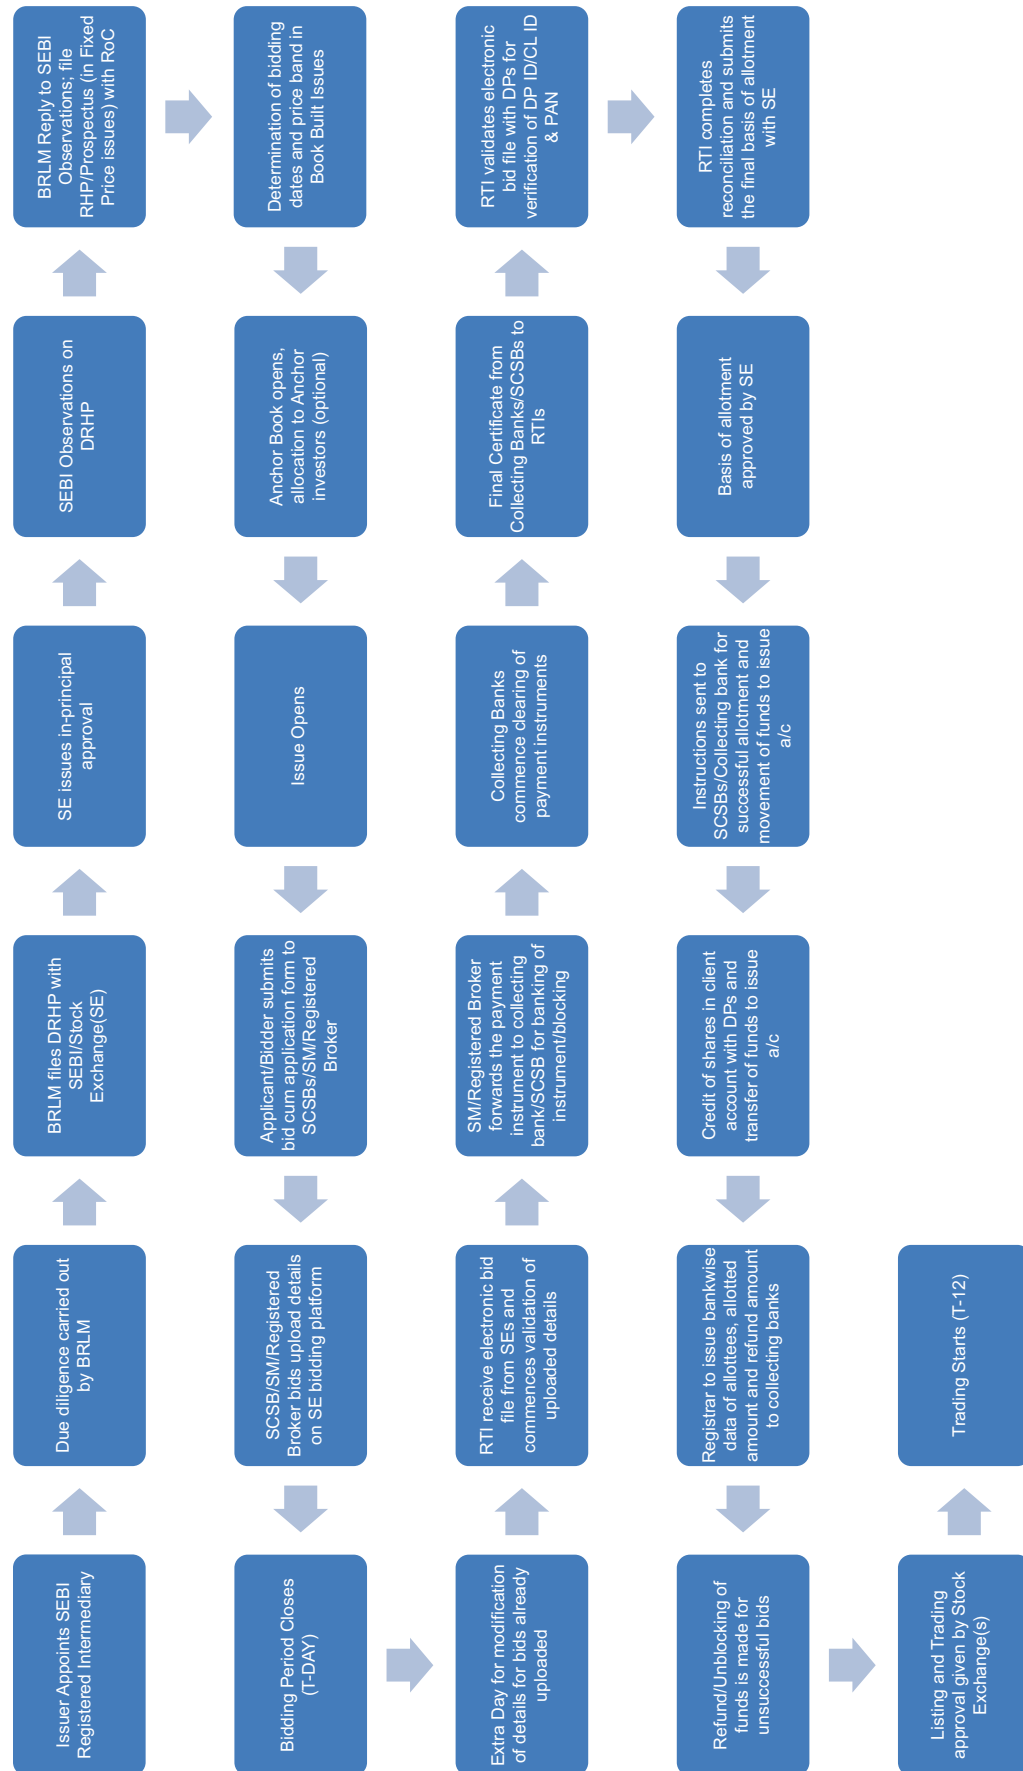 Issuer Appoints SEBI
Registered Intermediary
Due diligence carried out
by BRLM
BRLM files DRHP with
SEBI/Stock
Exchange(SE)
SE issues in-principal
approval
SEBI Observations on
DRHP
BRLM Reply to SEBI
Observations; file
RHP/Prospectus (in Fixed
Price issues) with RoC
Determination of bidding
dates and price band in
Book Built Issues
Anchor Book opens,
allocation to Anchor
investors (optional)
Issue Opens
Applicant/Bidder submits
bid cum application form to
SCSBs/SM/Registered
Broker
SCSB/SM/Registered
Broker bids upload details
on SE bidding platform
Bidding Period Closes
(T-DAY)
Extra Day for modification
of details for bids already
uploaded
RTI receive electronic bid
file from SEs and
commences validation of
uploaded details
SM/Registered Broker
forwards the payment
instrument to collecting
bank/SCSB for banking of
instrument/blocking
Collecting Banks
commence clearing of
payment instruments
Final Certificate from
Collecting Banks/SCSBs to
RTIs
RTI validates electronic
bid file with DPs for
verification of DP ID/CL ID
& PAN
RTI completes
reconciliation and submits
the final basis of allotment
with SE
Basis of allotment
approved by SE
Instructions sent to
SCSBs/Collecting bank for
successful allotment and
movement of funds to issue
a/c
Credit of shares in client
account with DPs and
transfer of funds to issue
a/c
Registrar to issue bankwise
data of allottees, allotted
amount and refund amount
to collecting banks
Refund/Unblocking of
funds is made for
unsuccessful bids
Listing and Trading
approval given by Stock
Exchange(s)
Trading Starts (T-12)